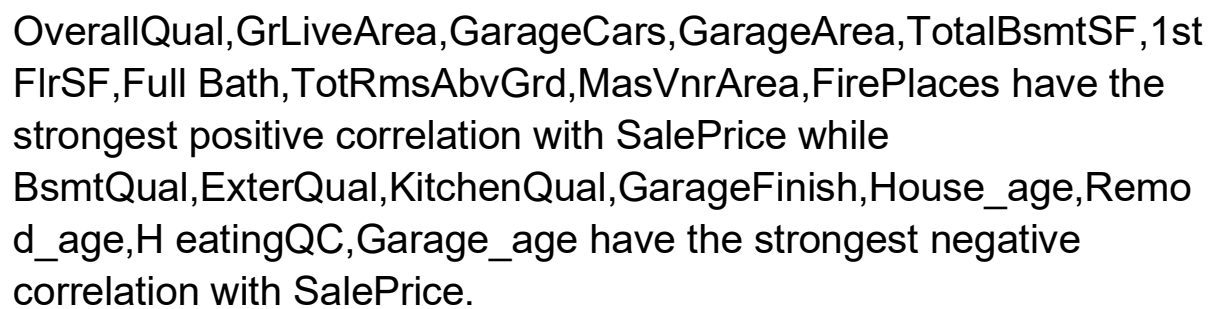 OverallQual,GrLiveArea,GarageCars,GarageArea,TotalBsmtSF,1st
FlrSF,Full Bath,TotRmsAbvGrd,MasVnrArea,FirePlaces have the
strongest positive correlation with SalePrice while
BsmtQual,ExterQual,KitchenQual,GarageFinish,House_age,Remo
d_age,H eatingQC,Garage_age have the strongest negative
correlation with SalePrice.